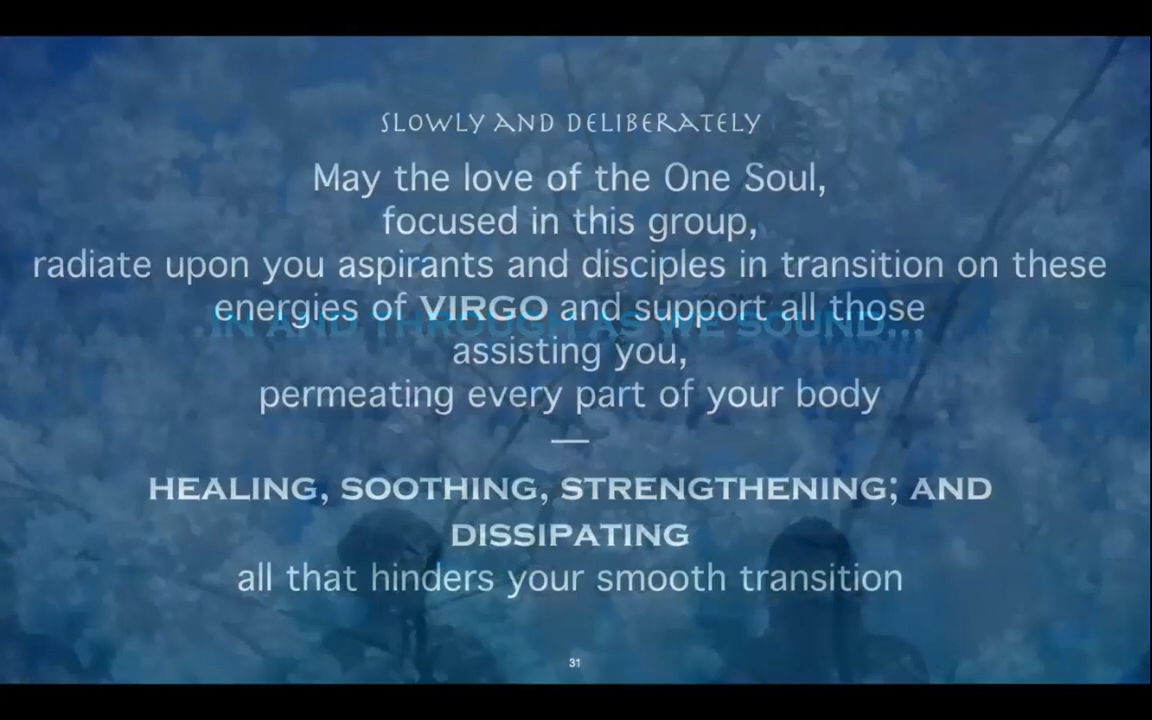 SLOWLY AND DELIBERATELY
May the love of the One Soul,
focused in this group,
radiate upon you aspirants and disciples in transition on these
energies of VIRGO and support all those
IN AND THROUGH AS WE SOUND...
assisting you,
permeating every part of your body
—
HEALING, SOOTHING, STRENGTHENING; AND
DISSIPATING
all that hinders your smooth transition
31